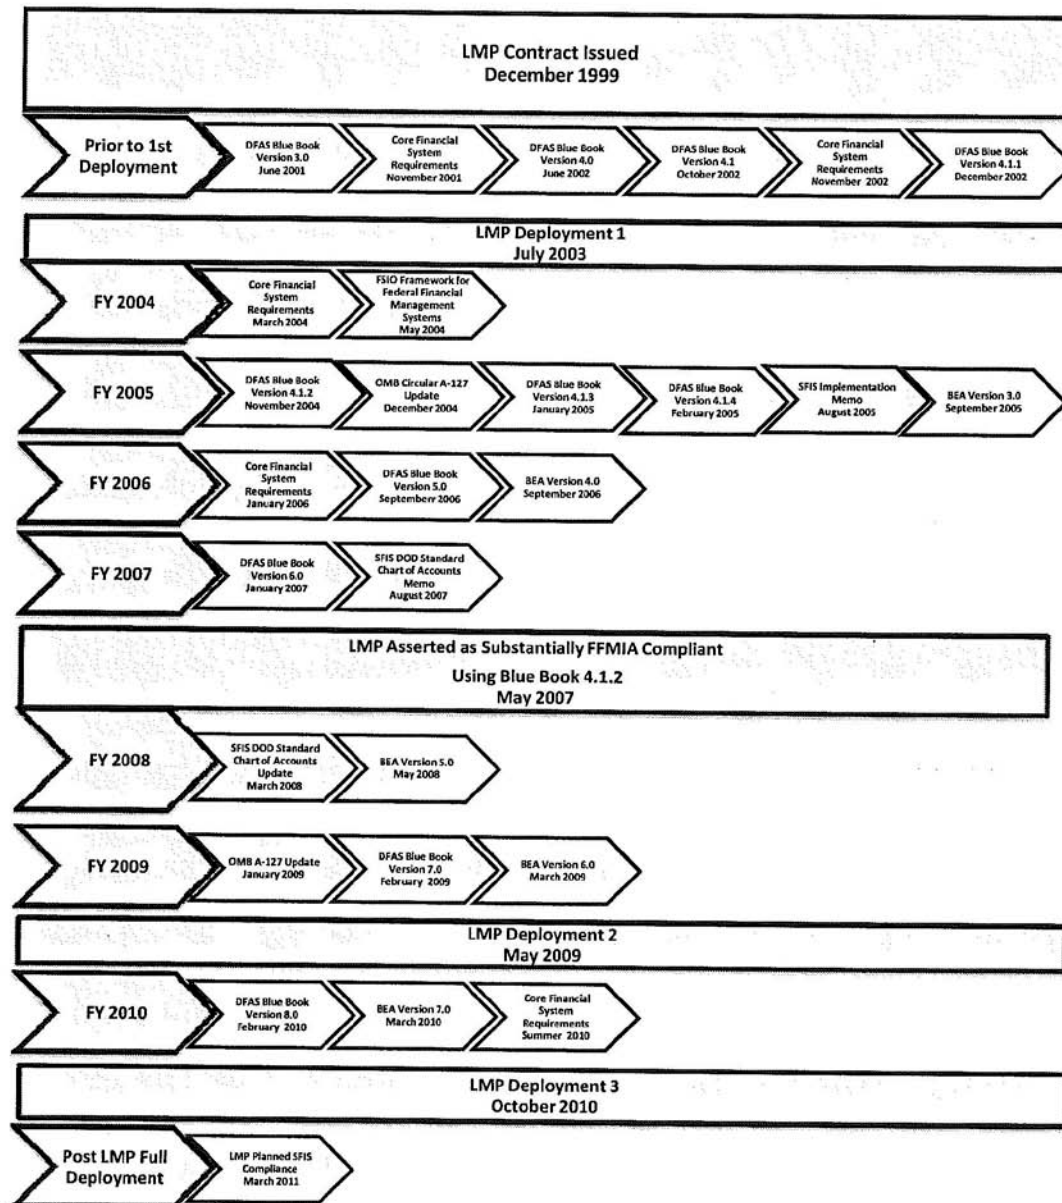 LMP Contract Issued
December 1999
Prior to 1st
Deployment
DFAS Blue Book
Version 3.0
June 2001
Core Financial
System
Requirements
November 2001
DFAS Blue Book
Version 4.0
June 2002
DFAS Blue Book
Version 4.1
October 2002
Core Financial
System
Requirements
November 2002
DFAS Blue Book
Version 4.1.1
December 2002
LMP Deployment 1
July 2003
FY 2004
Core Financial
System
Requirements
March 2004
FSIO Framework for
Federal Financial
Management
Systems
May 2004
FY 2005
DFAS Blue Book
Version 4.1.2
November 2004
OMB Circular A-127
Update
December 2004
DFAS Blue Book
Version 4.1.3
January 2005
DFAS Blue Book
Version 4.1.4
February 2005
SFIS Implementation
Memo
August 2005
BEA Version 3.0
September 2005
FY 2006
Core Financial
System
Requirements
January 2006
DFAS Blue Book
Version 5.0
Septemberr 2006
BEA Version 4.0
September 2006
FY 2007
DFAS Blue Book
Version 6.0
January 2007
SFIS DOD Standard
Chart of Accounts
Memo
August 2007
LMP Asserted as Substantially FFMIA Compliant
Using Blue Book 4.1.2
May 2007
FY 2008
SFIS DOD Standard
Chart of Accounts
Update
March 2008
BEA Version 5.0
May 2008
FY 2009
OMB A-127 Update
January 2009
DFAS Blue Book
Version 7.0
February 2009
BEA Version 6.0
March 2009
LMP Deployment 2
May 2009
FY 2010
DFAS Blue Book
Version 8.0
February 2010
BEA Version 7.0
March 2010
Core Financial
System
Requirements
Summer 2010
LMP Deployment 3
October 2010
Post LMP Full
Deployment
LMP Planned SFIS
Compliance
March 2011